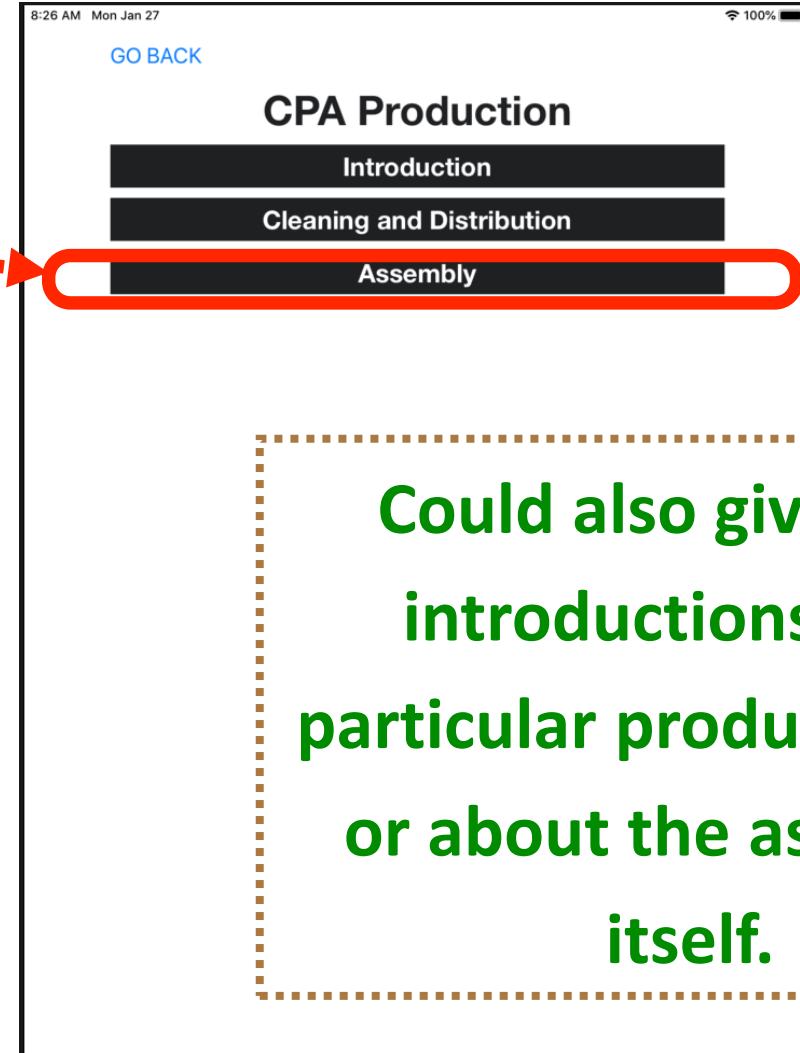 8:26 AM Mon Jan 27 100%
GO BACK
CPA Production
Introduction
Cleaning and Distribution
Assembly
Could also giv
introductions
particular produ
or about the as
itself.